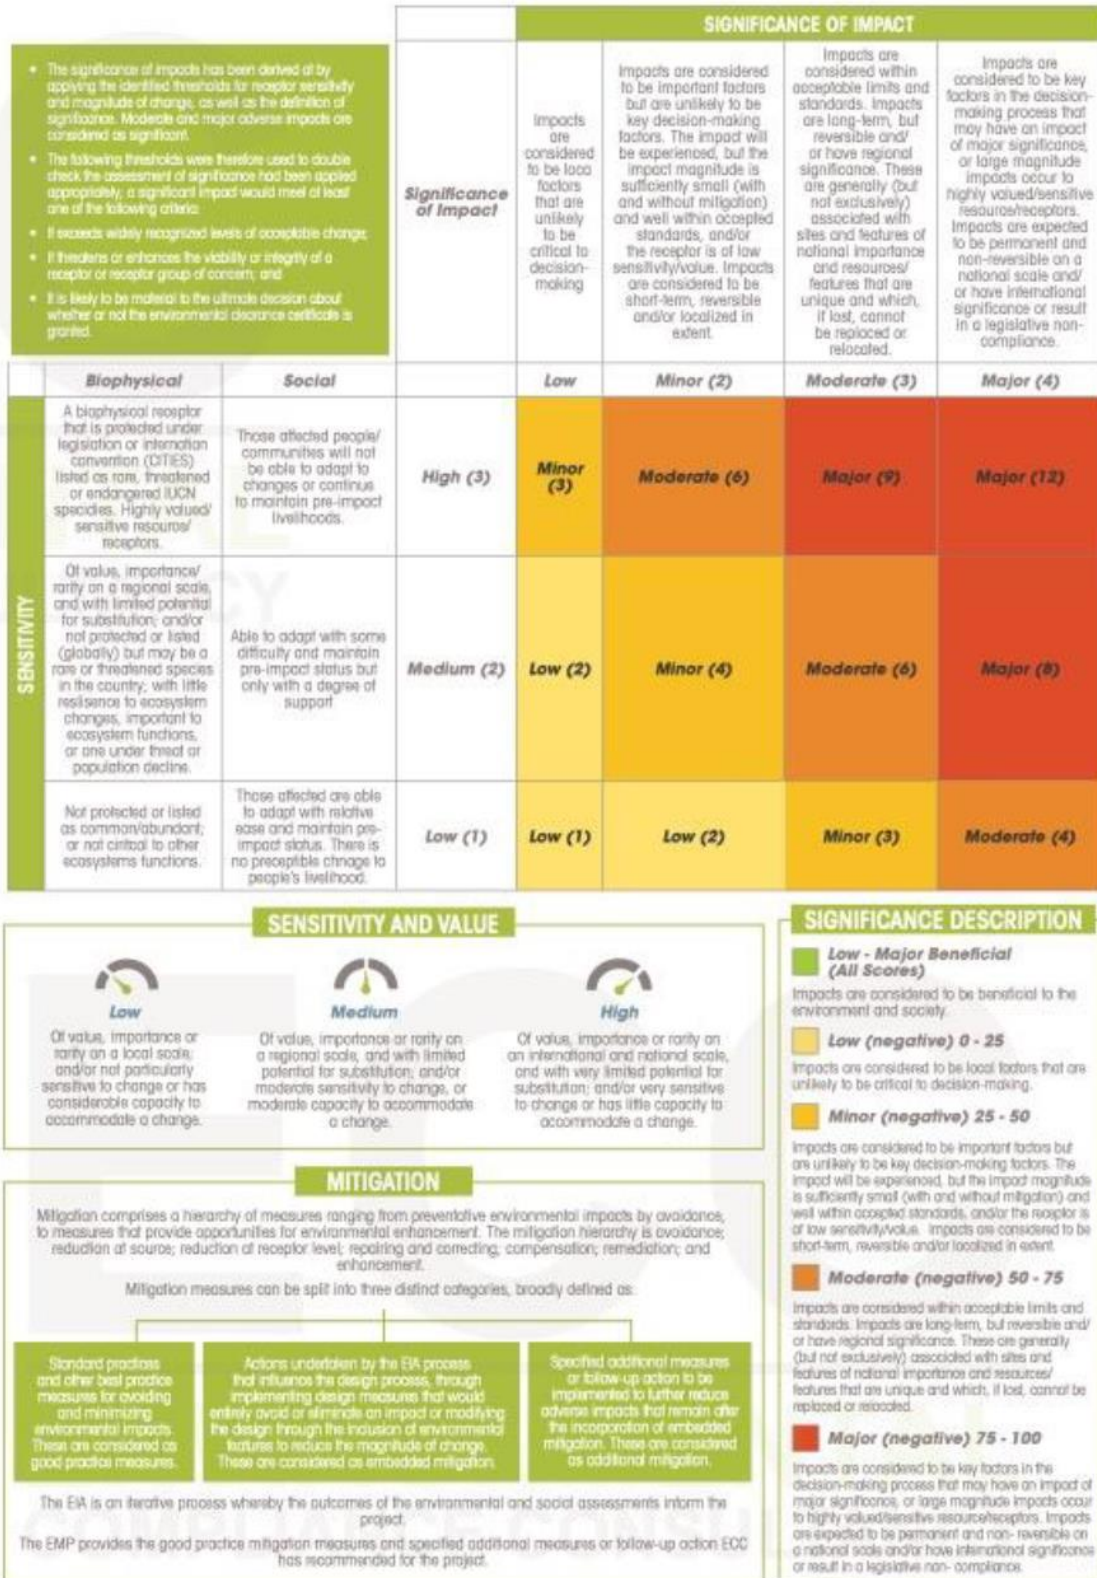 SIGNIFICANCE OF IMPACT
• The significance of impacts has been derived at by
applying the identified thresholds for receptor sensitivity
and magnitude of change, as well as the definition of
significance. Moderate and major adverse impacts are
considered as significant.
• The following thresholds were therefore used to double
check the assessment of significance had been applied
appropriately; a significant impact would meet at least
one of the following criteria:
• It exceeds widely recognized levels of acceptable change;
• It threatens or enhances the viability or integrity of a
receptor or receptor group of concern; and
• It is likely to be material to the ultimate decision about
whether or not the environmental clearance certificate is
granted.
Significance
of Impact
Impacts
are
considered
to be loca
factors
that are
unlikely
to be
critical to
decision-
making
Impacts are considered
to be important factors
but are unlikely to be
key decision-making
factors. The impact will
be experienced, but the
impact magnitude is
sufficiently small (with
and without mitigation)
and well within accepted
standards, and/or
the receptor is of low
sensitivity/value. Impacts
are considered to be
short-term, reversible
and/or localized in
extent.
Impacts are
considered within
acceptable limits and
standards. Impacts
are long-term, but
reversible and/
or have regional
significance. These
are generally (but
not exclusively)
associated with
sites and features of
national importance
and resources/
features that are
unique and which,
if lost, cannot
be replaced or
relocated.
Impacts are
considered to be key
factors in the decision-
making process that
may have an impact
of major significance,
or large magnitude
impacts occur to
highly valued/sensitive
resource/receptors.
Impacts are expected
to be permanent and
non-reversible on a
national scale and/
or have international
significance or result
in a legislative non-
compliance.
Biophysical
Social
Low
Minor (2)
Moderate (3)
Major (4)
SENSITIVITY
A biophysical receptor
that is protected under
legislation or internation
convention (CITIES)
listed as rare, threatened
or endangered IUCN
specidies. Highly valued/
sensitive resouros/
receptors.
Those affected people/
communities will not
be able to adapt to
changes or continue
to maintain pre-impact
livelihoods.
High (3)
Minor
(3)
Moderate (6)
Major (9)
Major (12)
Of value, importance/
rarity on a regional scale,
and with limited potential
for substitution; and/or
not protected or listed
(globally) but may be a
rare or threatened species
in the country; with little
resilisence to ecosystem
changes, important to
ecosystem functions,
or one under threat or
population decline.
Able to adapt with some
difficulty and maintain
pre-impact status but
only with a degree of
support
Medium (2)
Low (2)
Minor (4)
Moderate (6)
Major (8)
Not protected or listed
as common/abundant;
or not ciritcal to other
ecosystems functions.
Those affected are able
to adapt with relative
ease and maintain pre-
impact status. There is
no preceptible chnage to
people's livelihood.
Low (1)
Low (1)
Low (2)
Minor (3)
Moderate (4)
SENSITIVITY AND VALUE
Low
Of value, importance or
rarity on a local scale;
and/or not particularly
sensitive to change or has
considerable capacity to
accommodate a change.
Medium
Of value, importance or rarity on
a regional scale, and with limited
potential for substitution; and/or
moderate sensitivity to change, or
moderate capacity to accommodate
a change.
High
Of value, importance or rarity on
an international and national scale,
and with very limited potential for
substitution; and/or very sensitive
to change or has little capacity to
accommodate a change.
MITIGATION
Mitigation comprises a hierarchy of measures ranging from preventative environmental impacts by avoidance,
to measures that provide opportunities for environmental enhancement. The mitigation hierarchy is avoidance;
reduction at source; reduction at receptor level; repairing and correcting; compensation; remediation; and
enhancement.
Mitigation measures can be split into three distinct categories, broadly defined as:
Standard practices
and other best practice
measures for avoiding
and minimizing
environmental impacts.
These are considered as
good practice measures.
Actions undertaken by the EIA process
that influence the design process, through
implementing design measures that would
entirely avoid or eliminate an impact or modifying
the design through the inclusion of environmental
features to reduce the magnitude of change.
These are considered as embedded mitigation.
Specified additional measures
or follow-up action to be
implemented to further reduce
adverse impacts that remain after
the incorporation of embedded
mitigation. These are considered
as additional mitigation.
The EIA is an iterative process whereby the outcomes of the environmental and social assessments inform the
project.
The EMP provides the good practice mitigation measures and specified additional measures or follow-up action ECC
has recommended for the project.
SIGNIFICANCE DESCRIPTION
Low - Major Beneficial
(All Scores)
Impacts are considered to be beneficial to the
environment and society.
Low (negative) 0 - 25
Impacts are considered to be local factors that are
unlikely to be critical to decision-making.
Minor (negative) 25 - 50
Impacts are considered to be important factors but
are unlikely to be key decision-making factors. The
impact will be experienced, but the impact magnitude
is sufficiently small (with and without mitigation) and
well within accepted standards, and/or the receptor is
of low sensitivity/value. Impacts are considered to be
short-term, reversible and/or localized in extent
Moderate (negative) 50 - 75
Impacts are considered within acceptable limits and
standards. Impacts are long-term, but reversible and/
or have regional significance. These are generally
(but not exclusively) associated with sites and
features of national importance and resources/
features that are unique and which, if lost, cannot be
replaced or relocated.
Major (negative) 75 - 100
Impacts are considered to be key factors in the
decision-making process that may have an impact of
major significance, or large magnitude impacts occur
to highly valued/sensitive resource/receptors. Impacts
are expected to be permanent and non- reversible on
a national scale and/or have international significance
or result in a legislative non- compliance.